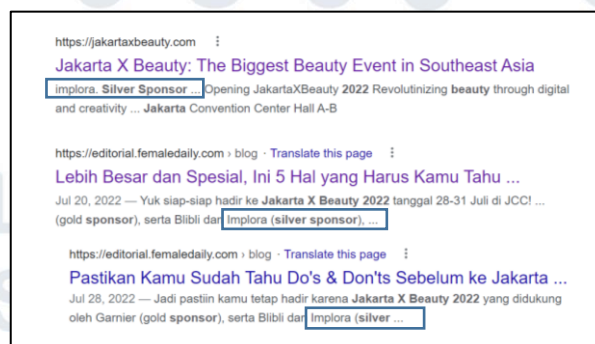 https://jakartaxbeauty.com
Jakarta X Beauty: The Biggest Beauty Event in Southeast Asia
implora. Silver Sponsor ... Opening JakartaXBeauty 2022 Revolutinizing beauty through digital
and creativity ... Jakarta Convention Center Hall A-B
https://editorial.femaledaily.com › blog · Translate this page
Lebih Besar dan Spesial, Ini 5 Hal yang Harus Kamu Tahu ...
Jul 20, 2022 — Yuk siap-siap hadir ke Jakarta X Beauty 2022 tanggal 28-31 Juli di JCC! ...
(gold sponsor), serta Blibli dan Implora (silver sponsor), ...
https://editorial.femaledaily.com › blog · Translate this page
Pastikan Kamu Sudah Tahu Do's & Don'ts Sebelum ke Jakarta ...
Jul 28, 2022 — Jadi pastiin kamu tetap hadir karena Jakarta X Beauty 2022 yang didukung
oleh Garnier (gold sponsor), serta Blibli dan Implora (silver ...